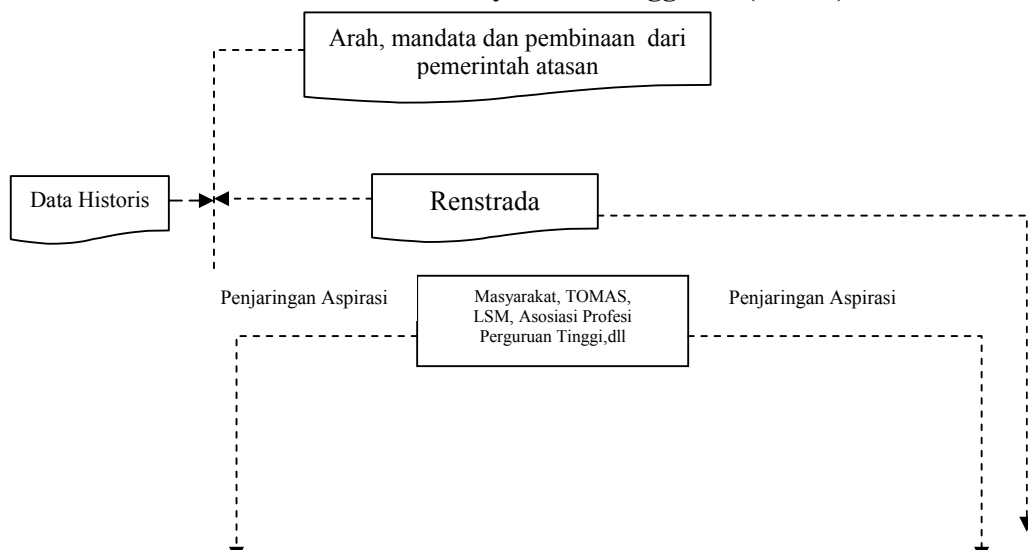 Arah, mandata dan pembinaan dari
pemerintah atasan
Data Historis
Renstrada
Penjaringan Aspirasi
Masyarakat, TOMAS,
LSM, Asosiasi Profesi
Perguruan Tinggi,dll
Penjaringan Aspirasi